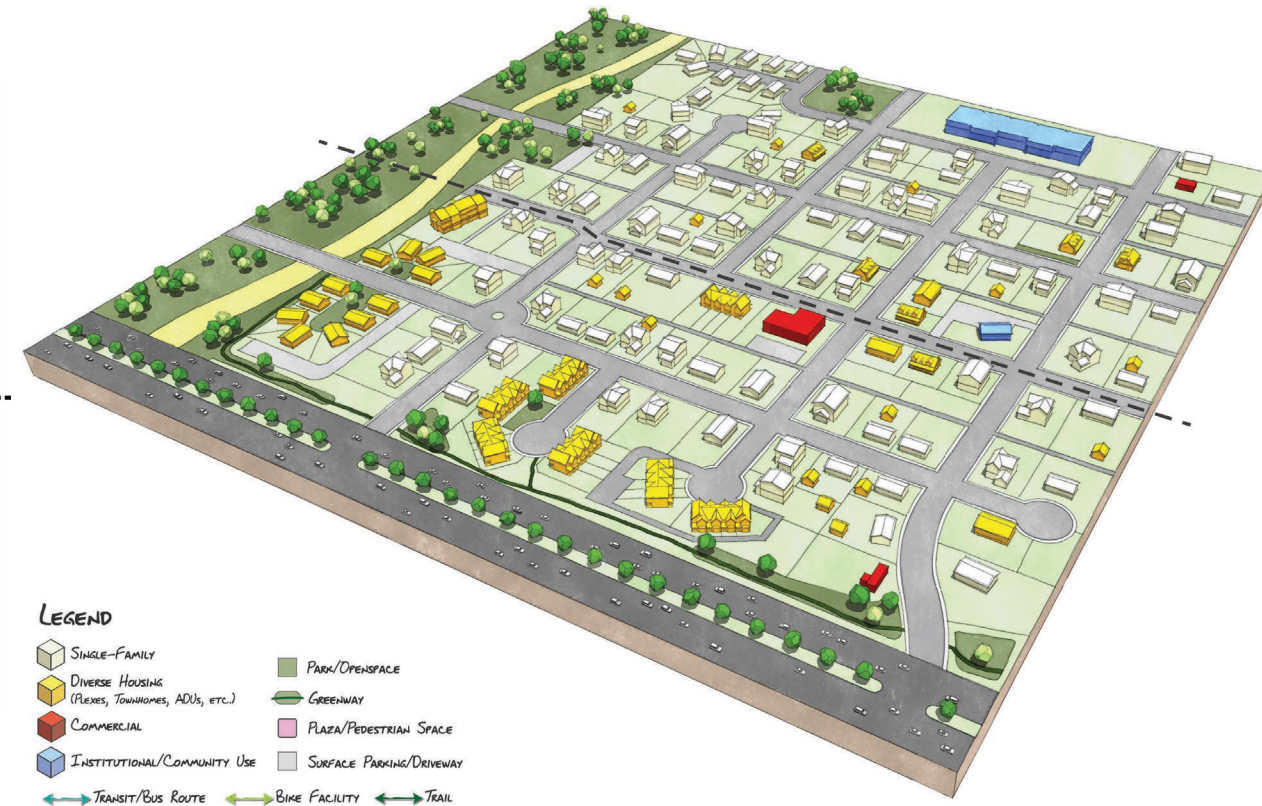 LEGEND
SINGLE-FAMILY
DIVERSE HOUSING
(PLEXES, TOWNHOMES, ADUS, ETC.)
COMMERCIAL
INSTITUTIONAL/COMMUNITY USE
PARK/OPENSPACE
GREENWAY
PLAZA/PEDESTRIAN SPACE
SURFACE PARKING/DRIVEWAY
TRANSIT/BUS ROUTE
BIKE FACILITY
TRAIL